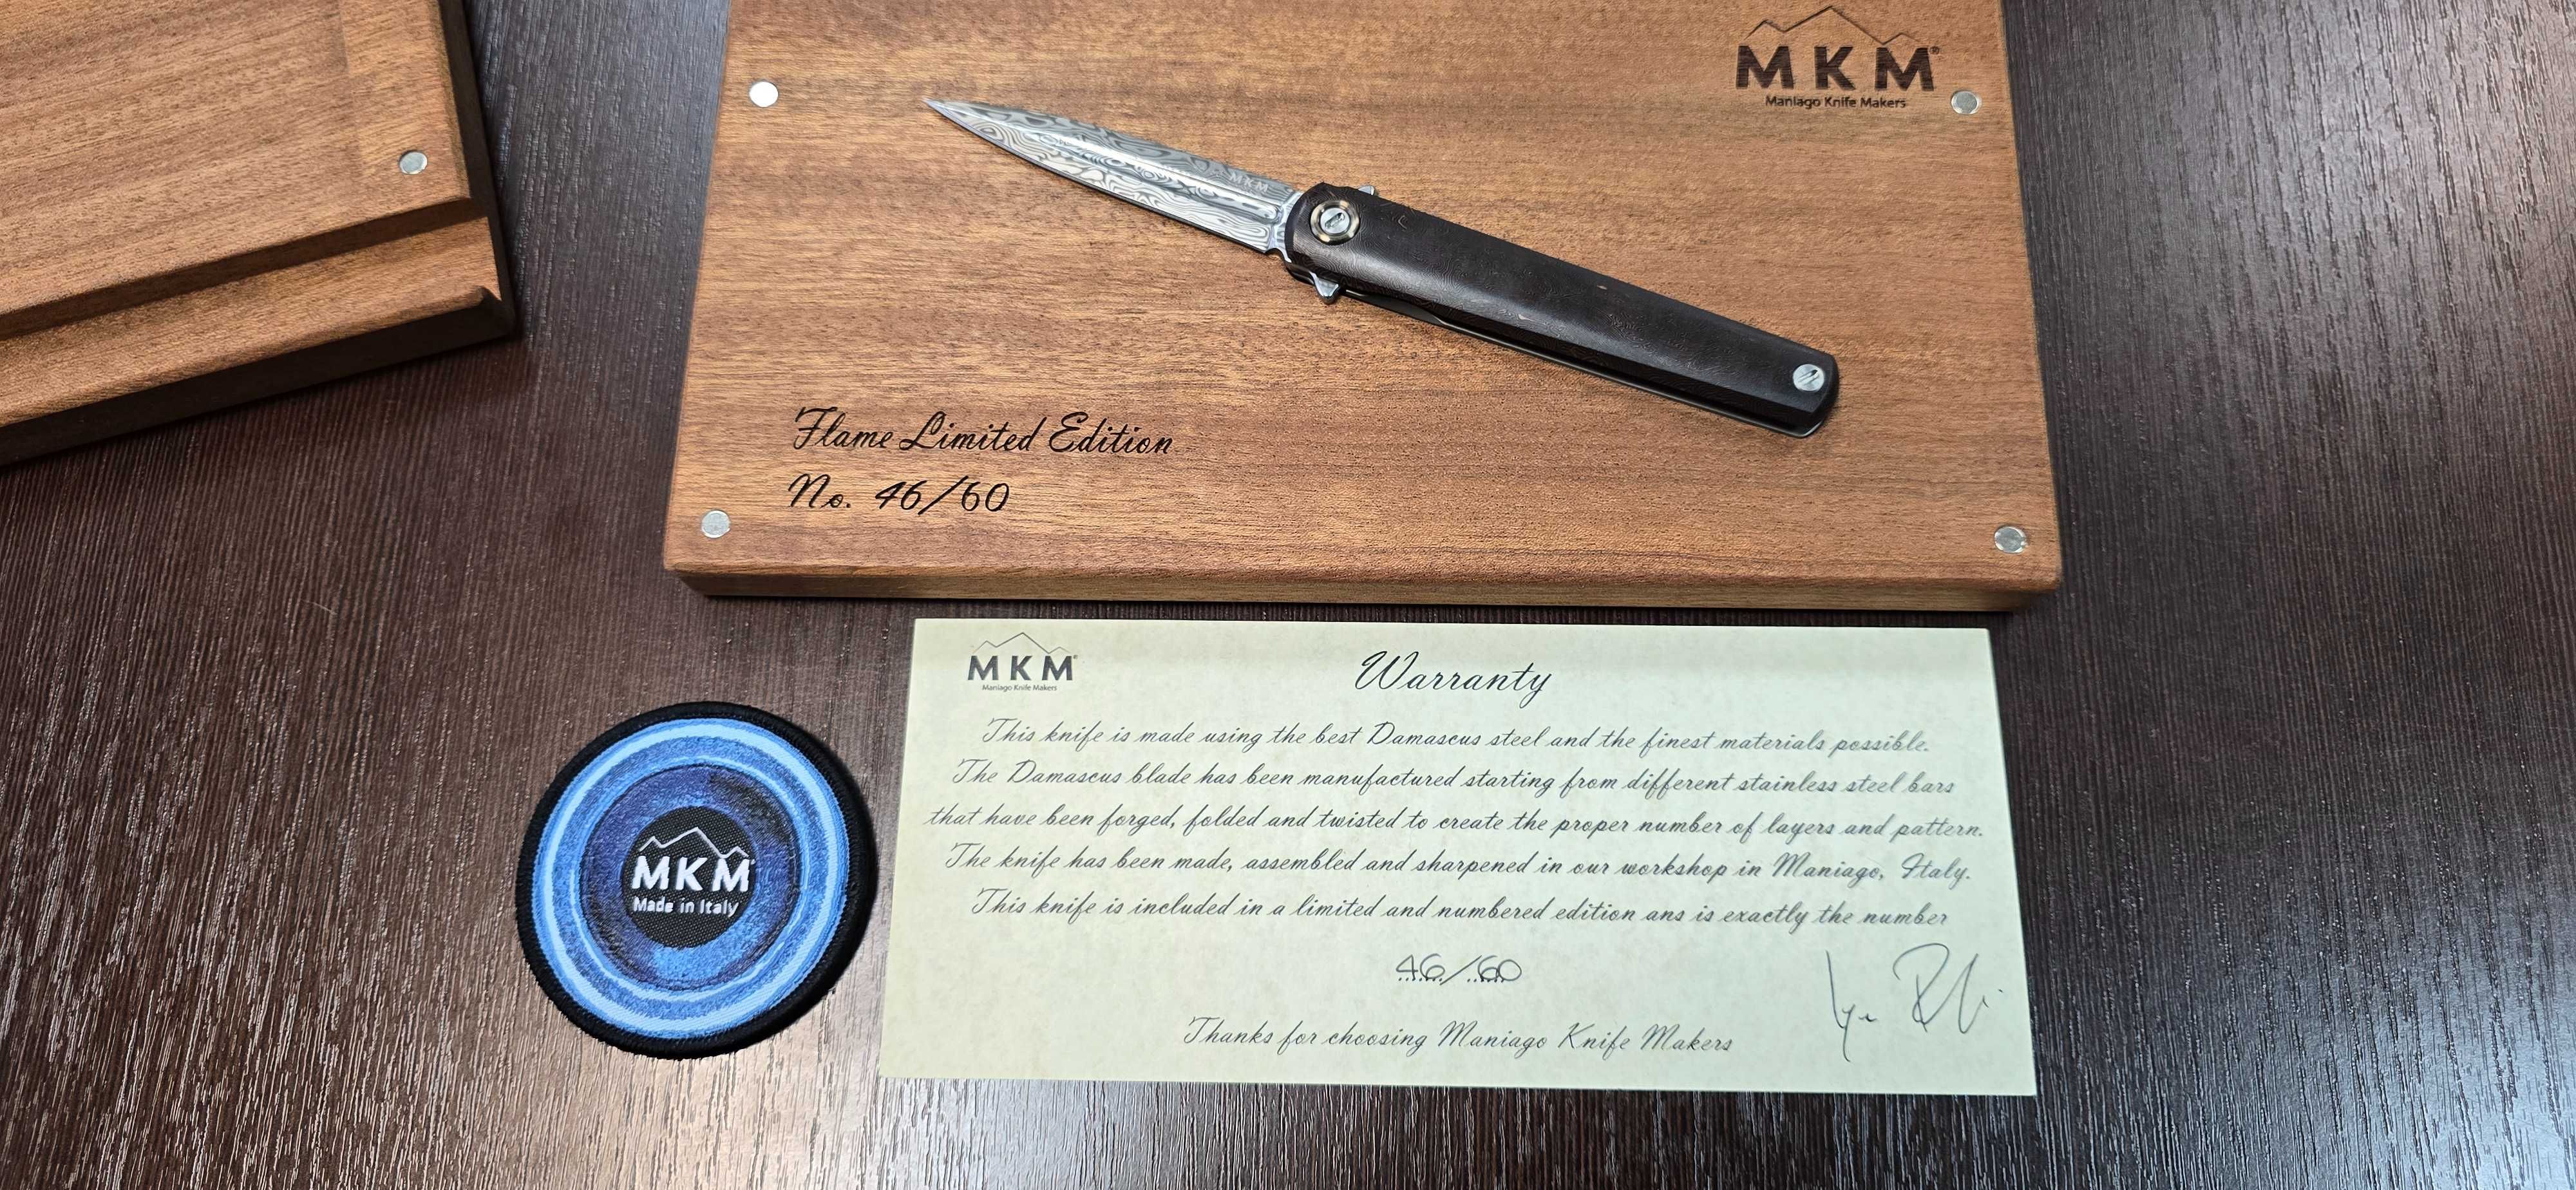 MKM®
Maniago Knife Makers
MKM
Flame Limited Edition
No. 46/60
MKM®
Maniago Knife Makers
Warranty
This knife is made using the best Damascus steel and the finest materials possible.
The Damascus blade has been manufactured starting from different stainless steel bars
that have been forged, folded and twisted to create the proper number of layers and pattern.
The knife has been made, assembled and sharpened in our workshop in Maniago, Italy.
This knife is included in a limited and numbered edition ans is exactly the number
46/60
Thanks for choosing Maniago Knife Makers
MKM
Made in Italy